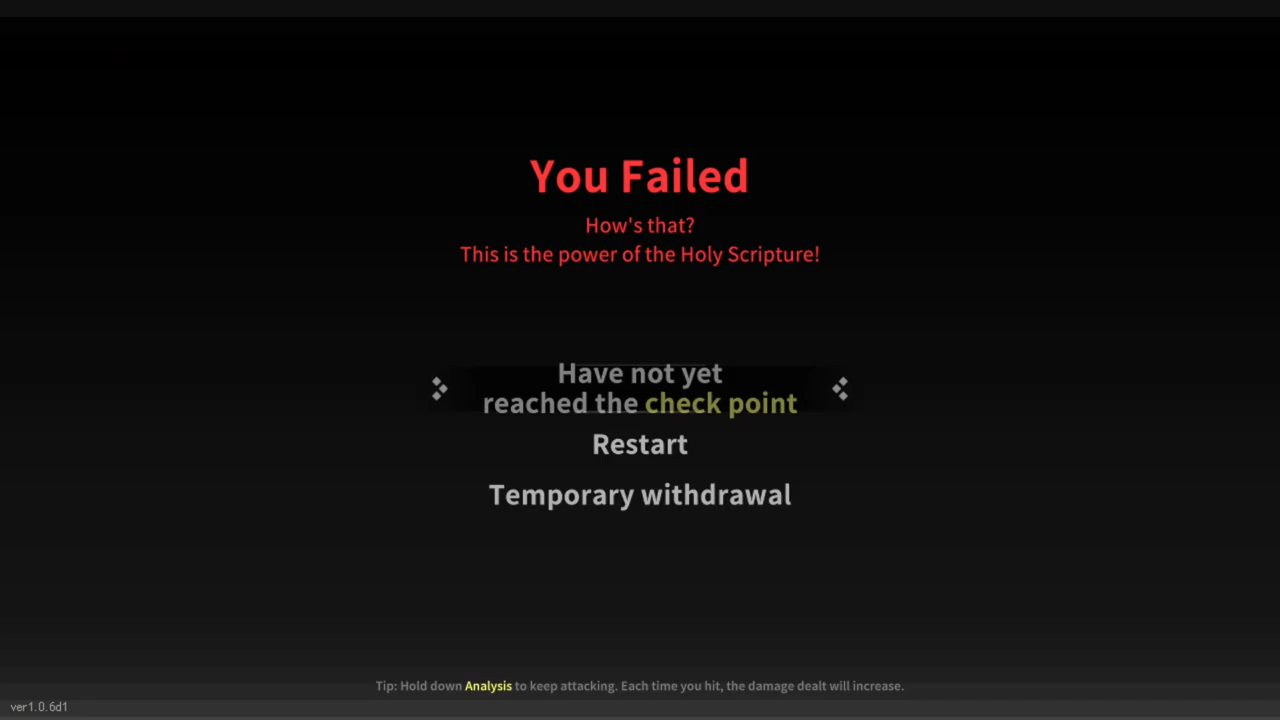 You Failed
How's that?
This is the power of the Holy Scripture!
Have not yet
reached the check point
Restart
Temporary withdrawal
Tip: Hold down Analysis to keep attacking. Each time you hit, the damage dealt will increase.
ver1.0.6d1